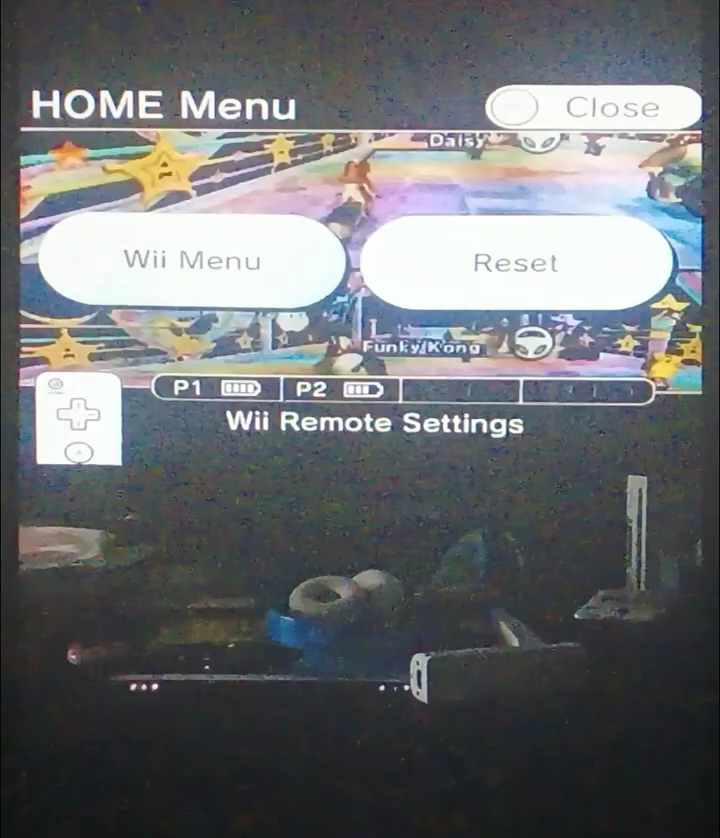 HOME Menu
Close
Daisy
Wii Menu
Reset
Funky Kong
P1
P2
Wii Remote Settings